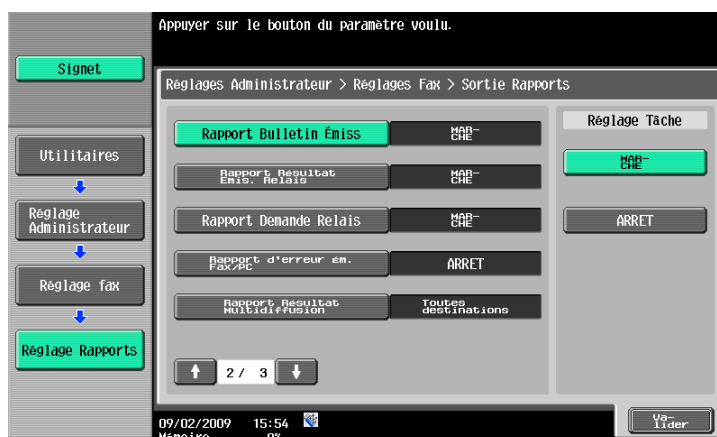 Appuyer sur le bouton du paramètre voulu.
Signet
Réglages Administrateur > Réglages Fax > Sortie Rapports
Utilitaires
Réglage
Administrateur
Réglage fax
Réglage Rapports
Rapport Bulletin Émiss
MAR-
CHE
Rapport Résultat
Émis. Relais
MAR-
CHE
Rapport Demande Relais
MAR-
CHE
Rapport d'erreur ém.
Fax/PC
ARRET
Rapport Résultat
Multidiffusion
Toutes
destinations
2/ 3
Réglage Tâche
MAR-
CHE
ARRET
09/02/2009 15:54
Mémoire 0%
Va-
lider